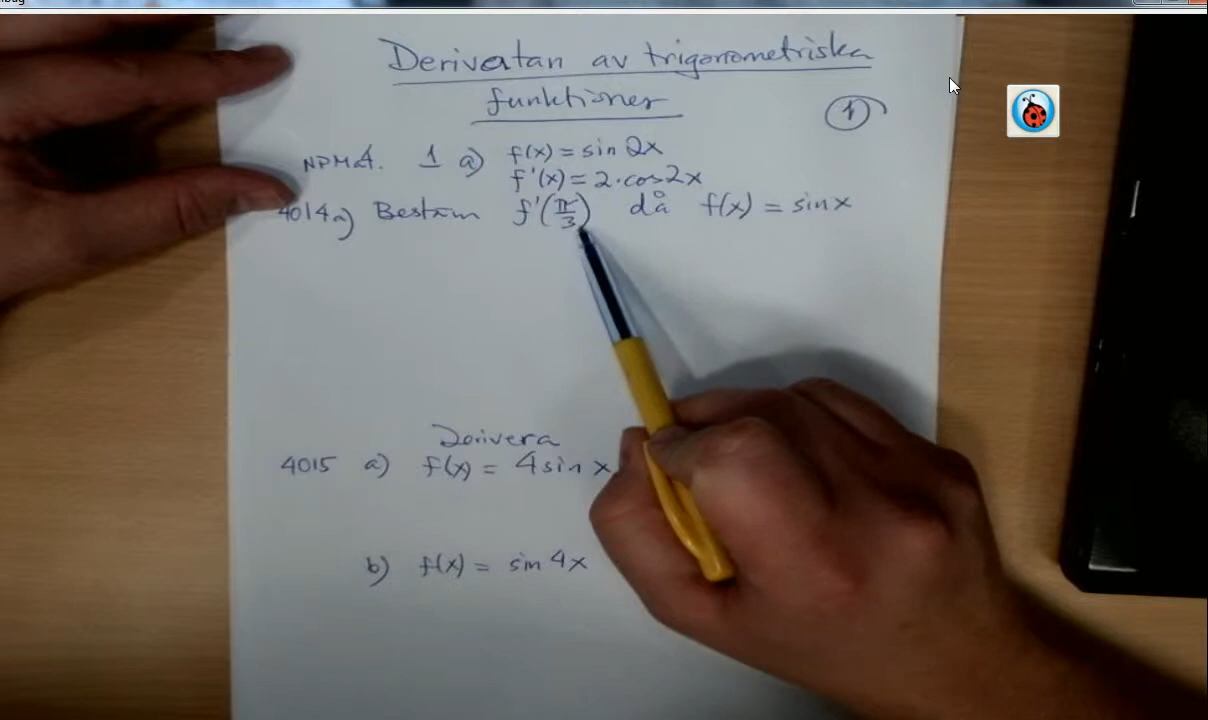 Derivatan av trigonometriska
funktioner
①
NPMa4. 1 a) f(x) = sin 2x
f'(x) = 2·cos2x
4014a) Bestäm f'(π/3) då f(x) = sinx
Derivera
4015 a) f(x) = 4sin x
b) f(x) = sin 4x